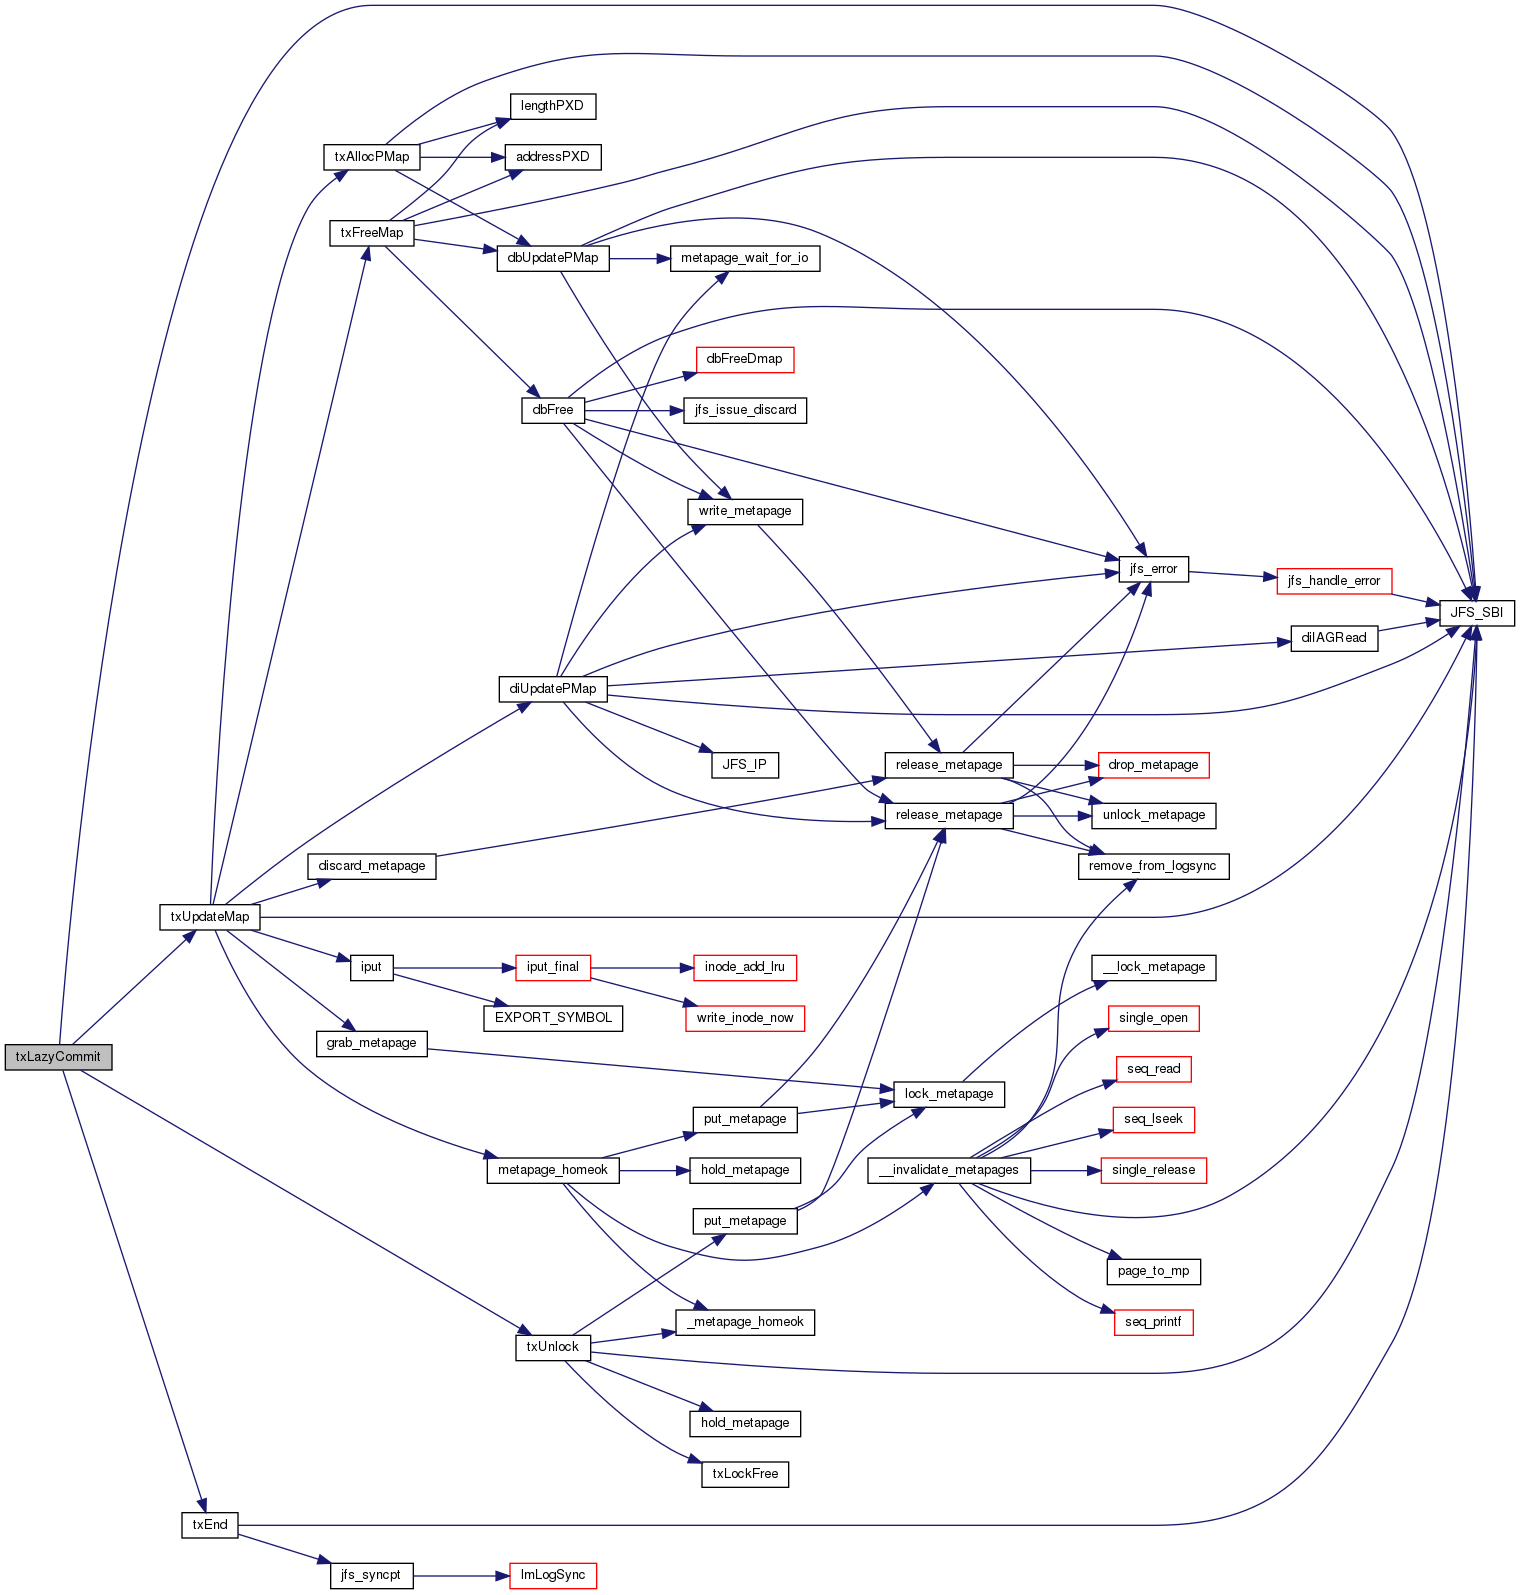 lengthPXD
txAllocPMap
addressPXD
txFreeMap
dbUpdatePMap
metapage_wait_for_io
dbFreeDmap
dbFree
jfs_issue_discard
write_metapage
jfs_error
jfs_handle_error
JFS_SBI
diIAGRead
diUpdatePMap
JFS_IP
release_metapage
drop_metapage
release_metapage
unlock_metapage
discard_metapage
remove_from_logsync
txUpdateMap
iput
iput_final
inode_add_lru
__lock_metapage
EXPORT_SYMBOL
write_inode_now
single_open
grab_metapage
txLazyCommit
seq_read
lock_metapage
put_metapage
seq_lseek
metapage_homeok
hold_metapage
__invalidate_metapages
single_release
put_metapage
page_to_mp
_metapage_homeok
seq_printf
txUnlock
hold_metapage
txLockFree
txEnd
jfs_syncpt
lmLogSync